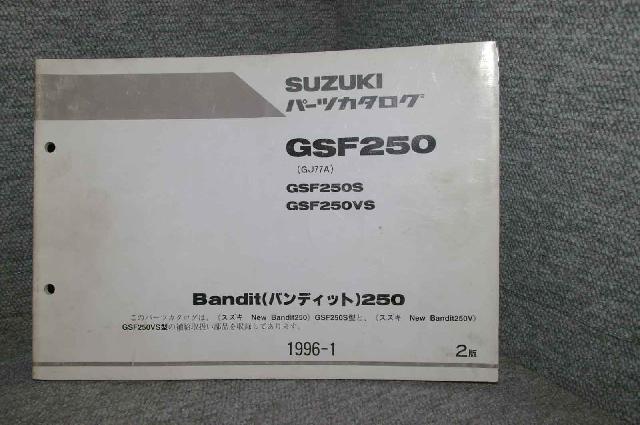 SUZUKI
パーツカタログ
GSF250
(GJ77A)
GSF250S
GSF250VS
Bandit(バンディット)250
このパーツカタログは、(スズキ New Bandit250) GSF250S型と、(スズキ New Bandit250V)
GSF250VS型の補給取扱い部品を収録してあります。
1996-1
2版